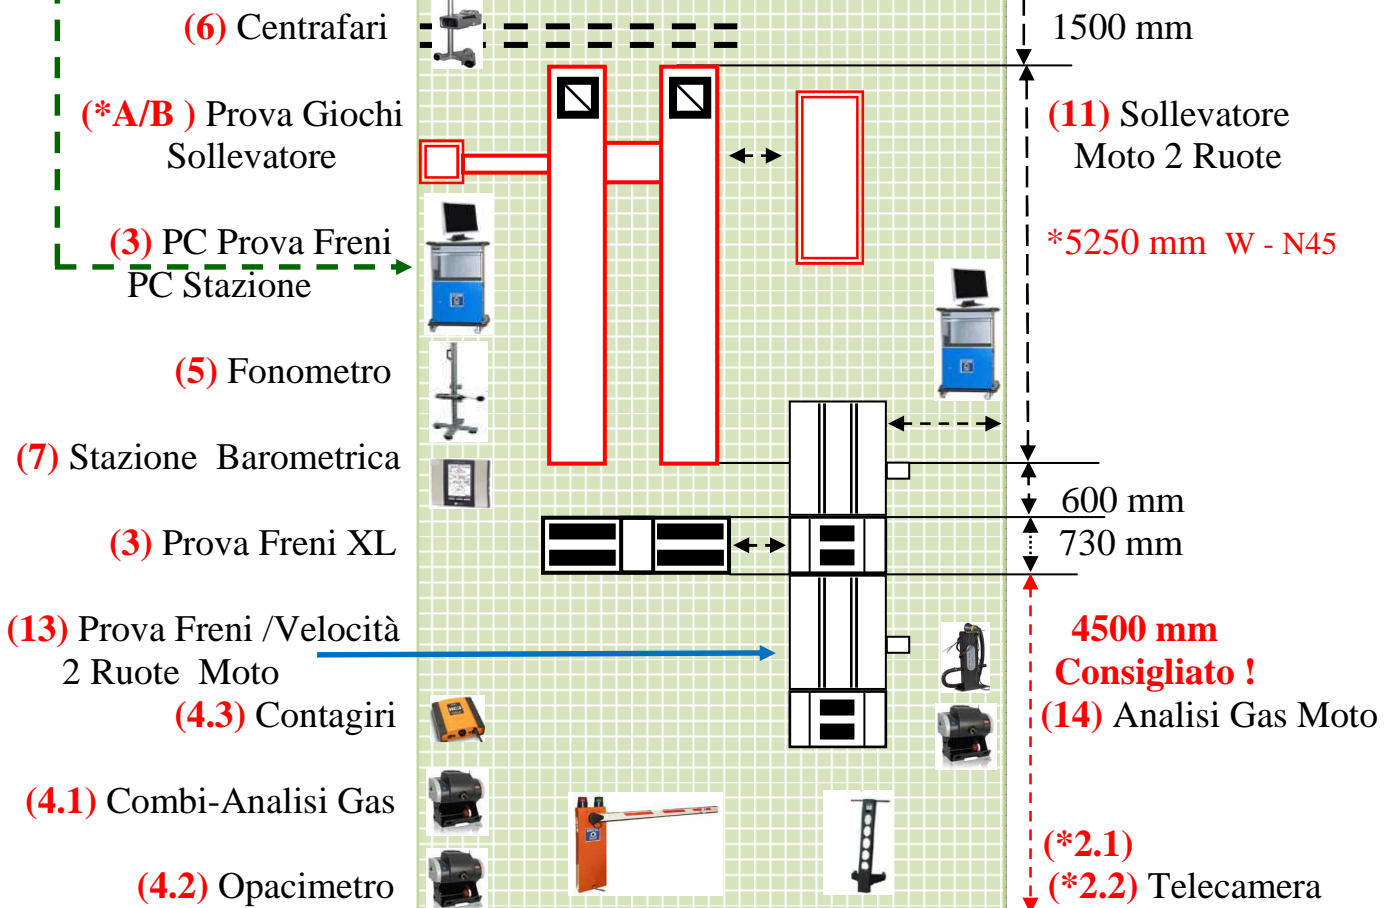 (6) Centrafari
1500 mm
(*A/B ) Prova Giochi
Sollevatore
(11) Sollevatore
Moto 2 Ruote
(3) PC Prova Freni
PC Stazione
*5250 mm W - N45
(5) Fonometro
(7) Stazione Barometrica
600 mm
(3) Prova Freni XL
730 mm
(13) Prova Freni /Velocità
2 Ruote Moto
4500 mm
Consigliato !
(4.3) Contagiri
(14) Analisi Gas Moto
(4.1) Combi-Analisi Gas
(*2.1)
(4.2) Opacimetro
(*2.2) Telecamera